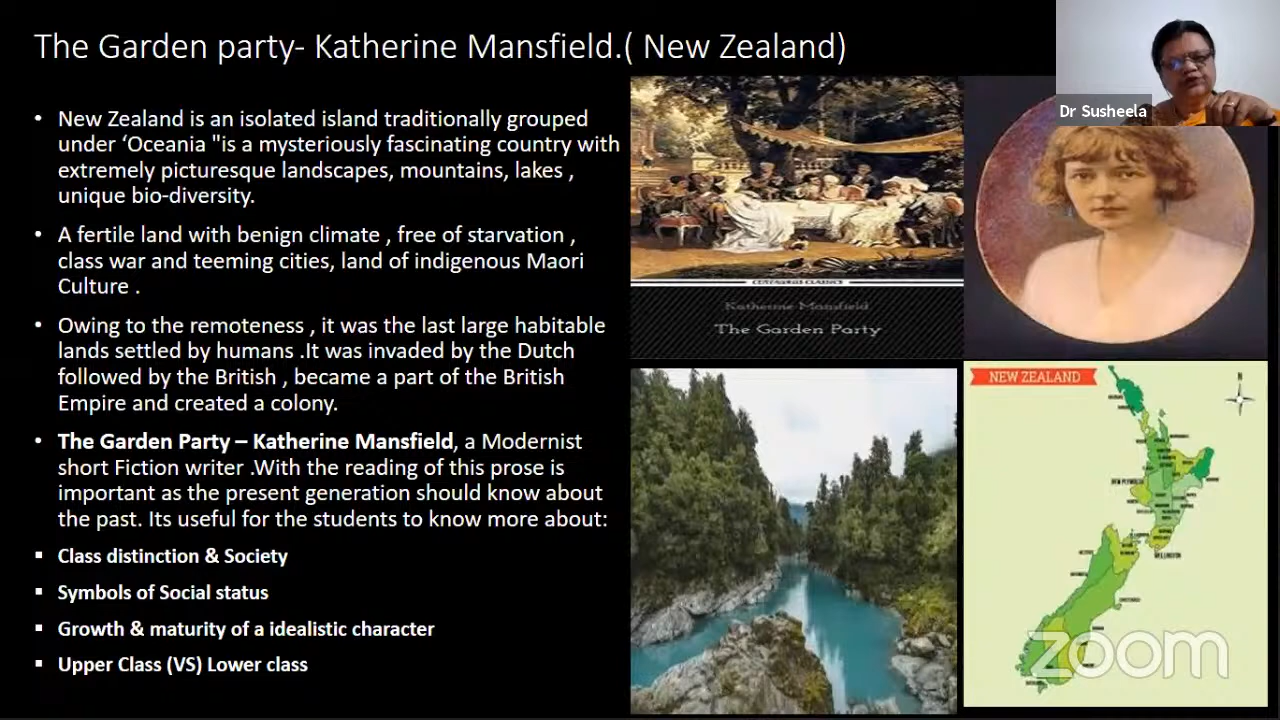 The Garden party- Katherine Mansfield.( New Zealand)
Dr Susheela
• New Zealand is an isolated island traditionally grouped
under ‘Oceania "is a mysteriously fascinating country with
extremely picturesque landscapes, mountains, lakes ,
unique bio-diversity.
• A fertile land with benign climate , free of starvation ,
class war and teeming cities, land of indigenous Maori
Culture .
• Owing to the remoteness , it was the last large habitable
lands settled by humans .It was invaded by the Dutch
followed by the British , became a part of the British
Empire and created a colony.
• The Garden Party – Katherine Mansfield, a Modernist
short Fiction writer .With the reading of this prose is
important as the present generation should know about
the past. Its useful for the students to know more about:
▪ Class distinction & Society
▪ Symbols of Social status
▪ Growth & maturity of a idealistic character
▪ Upper Class (VS) Lower class
Katherine Mansfield
The Garden Party
NEW ZEALAND
N
NEW PLYMOUTH
WELLINGTON
zoom